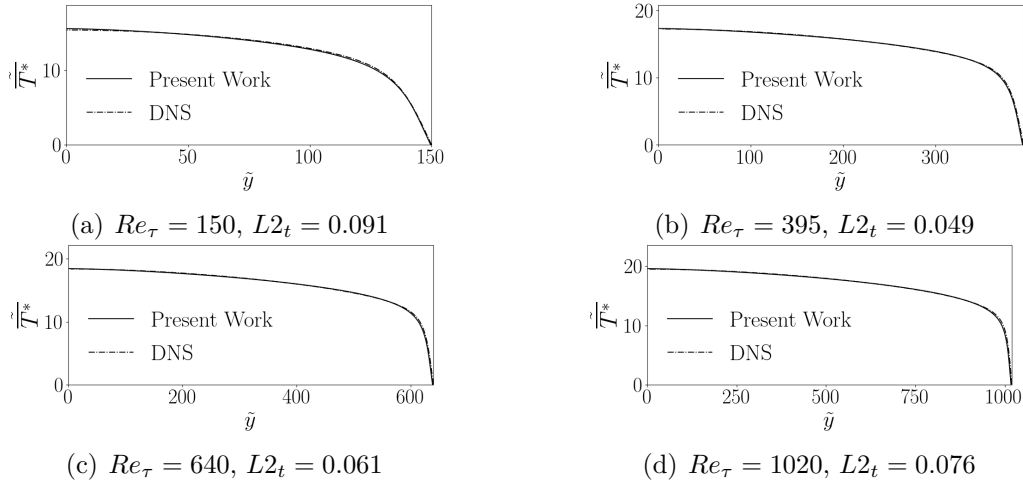 10
0
T̃*
Present Work
DNS
0 50 100 150
ỹ
(a) Re_τ = 150, L2_t = 0.091
20
10
0
T̃*
Present Work
DNS
0 100 200 300
ỹ
(b) Re_τ = 395, L2_t = 0.049
20
10
0
T̃*
Present Work
DNS
0 200 400 600
ỹ
(c) Re_τ = 640, L2_t = 0.061
20
10
0
T̃*
Present Work
DNS
0 250 500 750 1000
ỹ
(d) Re_τ = 1020, L2_t = 0.076